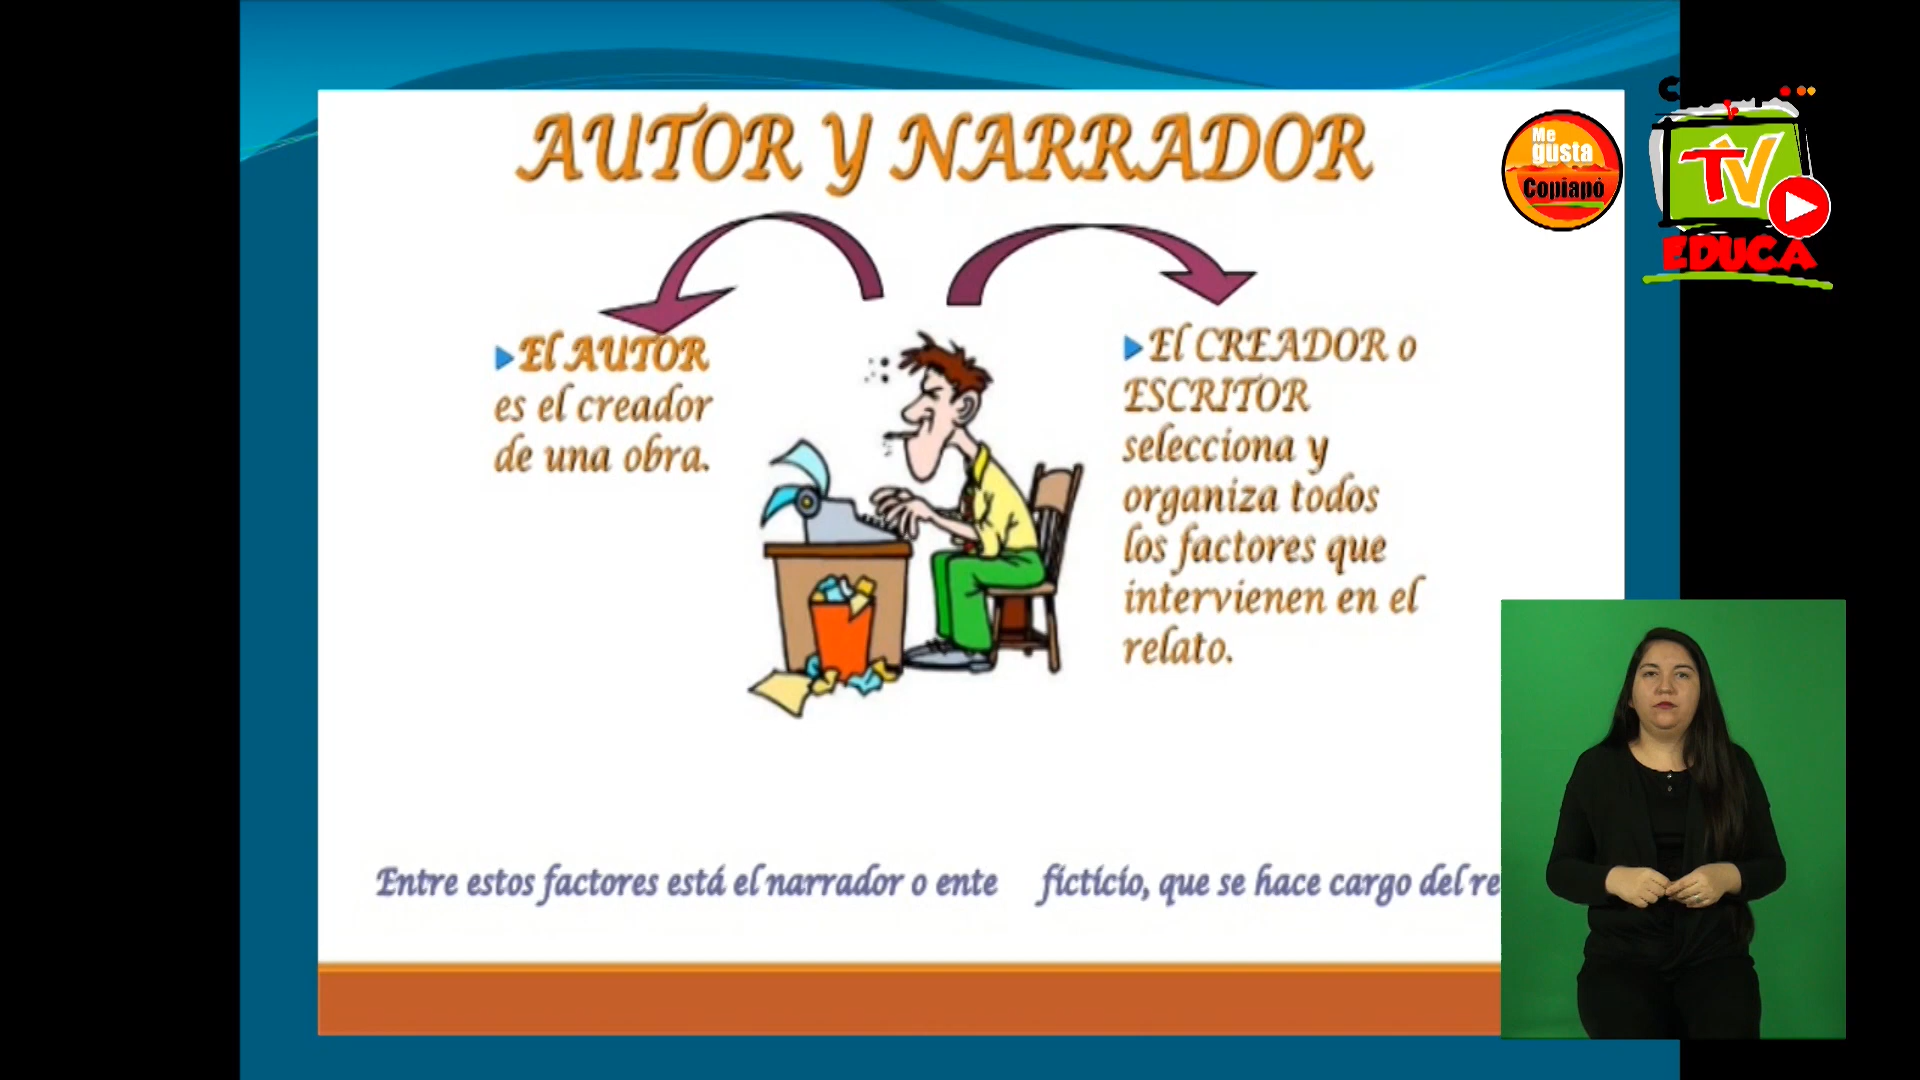 AUTOR Y NARRADOR
Me
gusta
Copiapó
TV
EDUCA
▶El AUTOR
es el creador
de una obra.
▶El CREADOR o
ESCRITOR
selecciona y
organiza todos
los factores que
intervienen en el
relato.
Entre estos factores está el narrador o ente ficticio, que se hace cargo del re